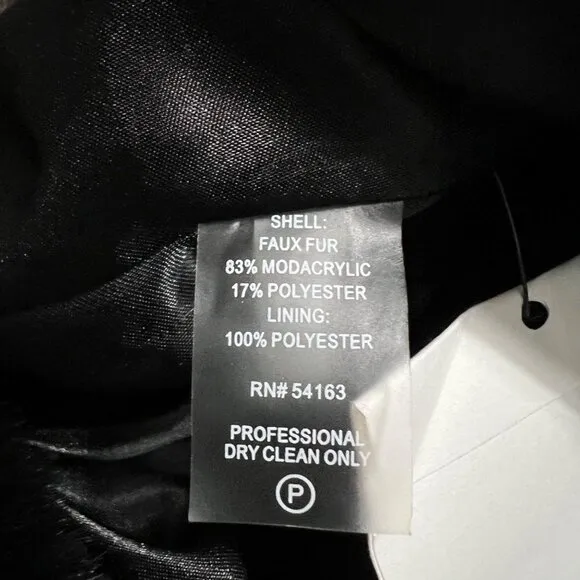 SHELL:
FAUX FUR
83% MODACRYLIC
17% POLYESTER
LINING:
100% POLYESTER
RN# 54163
PROFESSIONAL
DRY CLEAN ONLY
P